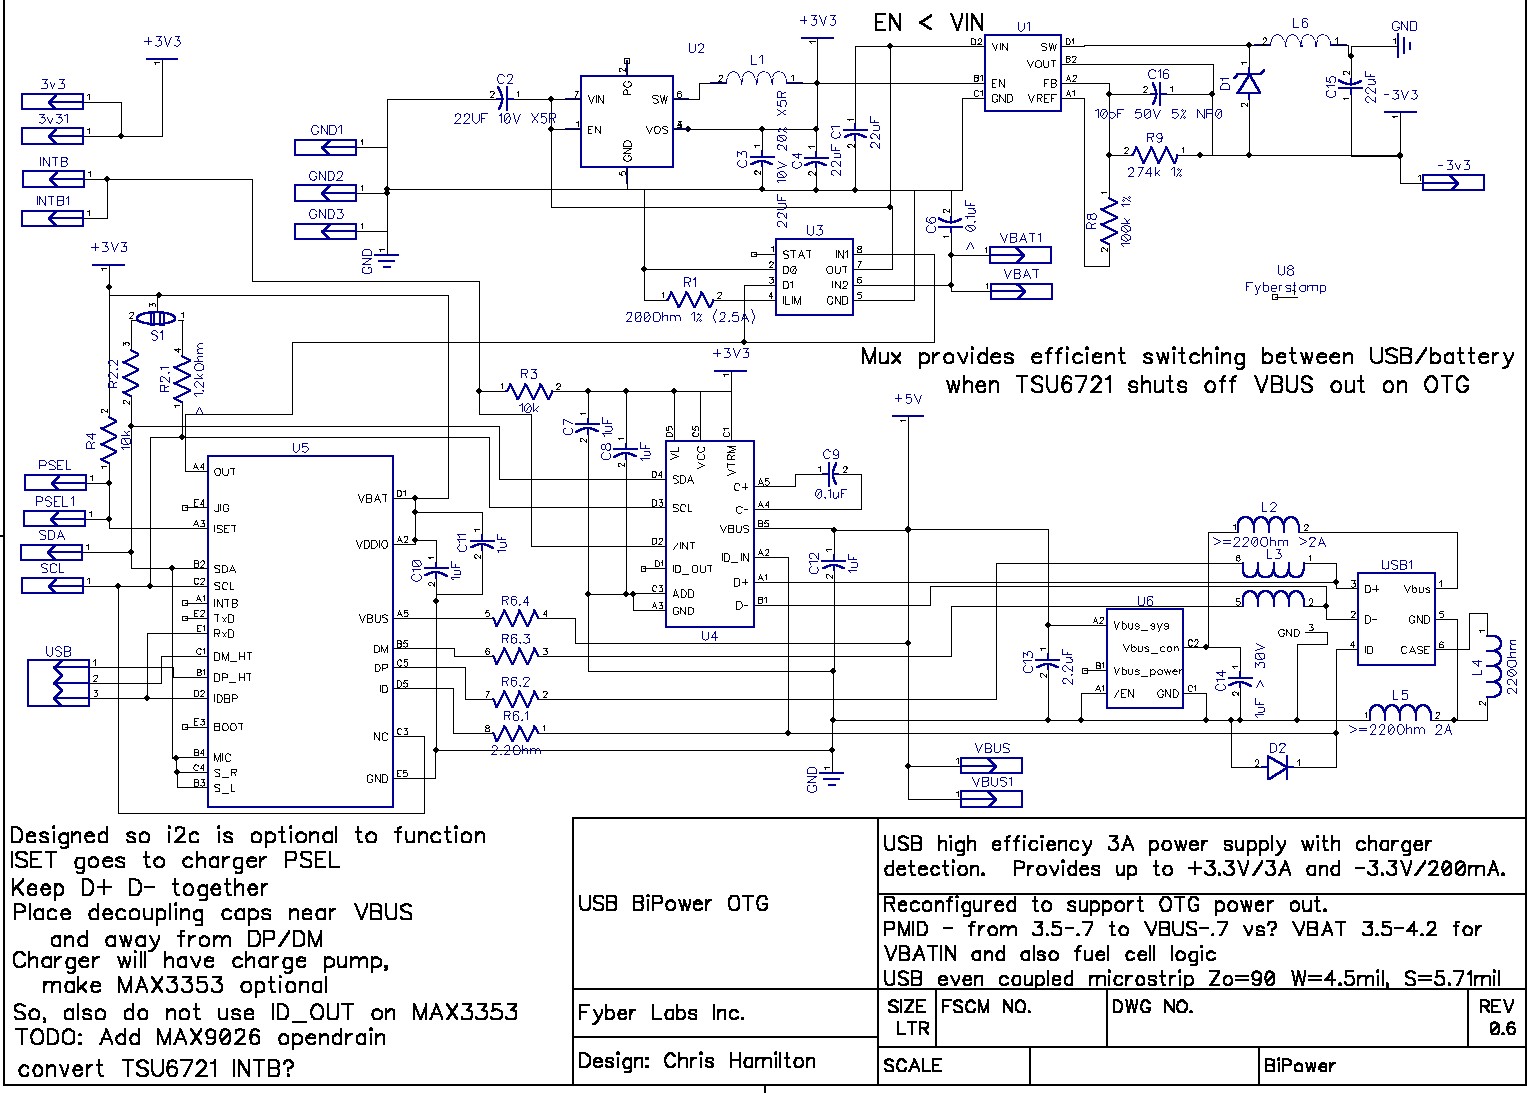 EN < VIN
+3V3
3v3
3v31
INTB
INTB1
+3V3
GND1
GND2
GND3
GND
C2
22UF 10V X5R
U2
VIN
EN
PG
SW
VOS
GND
L1
+3V3
C3
22UF 10V 20% X5R
C4
22uF
C1
22uF
U1
VIN
EN
GND
SW
VOUT
FB
VREF
C16
10pF 50V 5% NP0
R9
274k 1%
R8
100k 1%
D1
L6
GND
C15
22uF
-3V3
-3v3
C6
0.1uF
VBAT1
VBAT
U3
STAT
D0
D1
ILIM
IN1
OUT
IN2
GND
R1
200Ohm 1% (2.5A)
U8
Fyberstamp
Mux provides efficient switching between USB/battery
when TSU6721 shuts off VBUS out on OTG
S1
R2.2
R2.1
1.2kOhm
R4
10k
PSEL
PSEL1
SDA
SCL
USB
U5
OUT
JIG
ISET
SDA
SCL
INTB
TxD
RxD
DM_HT
DP_HT
IDBP
BOOT
MIC
S_R
S_L
VBAT
VDDIO
VBUS
DM
DP
ID
NC
GND
C10
1uF
C11
1uF
R3
10k
+3V3
C7
1uF
C8
1uF
VL
VCC
VTRM
SDA
SCL
/INT
ID_OUT
ADD
GND
C+
C-
VBUS
ID_IN
D+
D-
U4
C9
0.1uF
C12
1uF
R6.4
R6.3
R6.2
R6.1
2.2Ohm
+5V
GND
VBUS
VBUS1
C13
2.2uF
U6
Vbus_sys
Vbus_con
Vbus_power
/EN
GND
C14
1uF > 30V
D2
L2
>=220Ohm >2A
L3
GND
USB1
D+
D-
ID
Vbus
GND
CASE
L4
220Ohm
L5
>=220Ohm 2A
Designed so i2c is optional to function
ISET goes to charger PSEL
Keep D+ D- together
Place decoupling caps near VBUS
and away from DP/DM
Charger will have charge pump,
make MAX3353 optional
So, also do not use ID_OUT on MAX3353
TODO: Add MAX9026 opendrain
convert TSU6721 INTB?
USB BiPower OTG
Fyber Labs Inc.
Design: Chris Hamilton
USB high efficiency 3A power supply with charger
detection. Provides up to +3.3V/3A and -3.3V/200mA.
Reconfigured to support OTG power out.
PMID - from 3.5-.7 to VBUS-.7 vs? VBAT 3.5-4.2 for
VBATIN and also fuel cell logic
USB even coupled microstrip Zo=90 W=4.5mil, S=5.71mil
SIZE
LTR
FSCM NO.
DWG NO.
REV
0.6
SCALE
BiPower